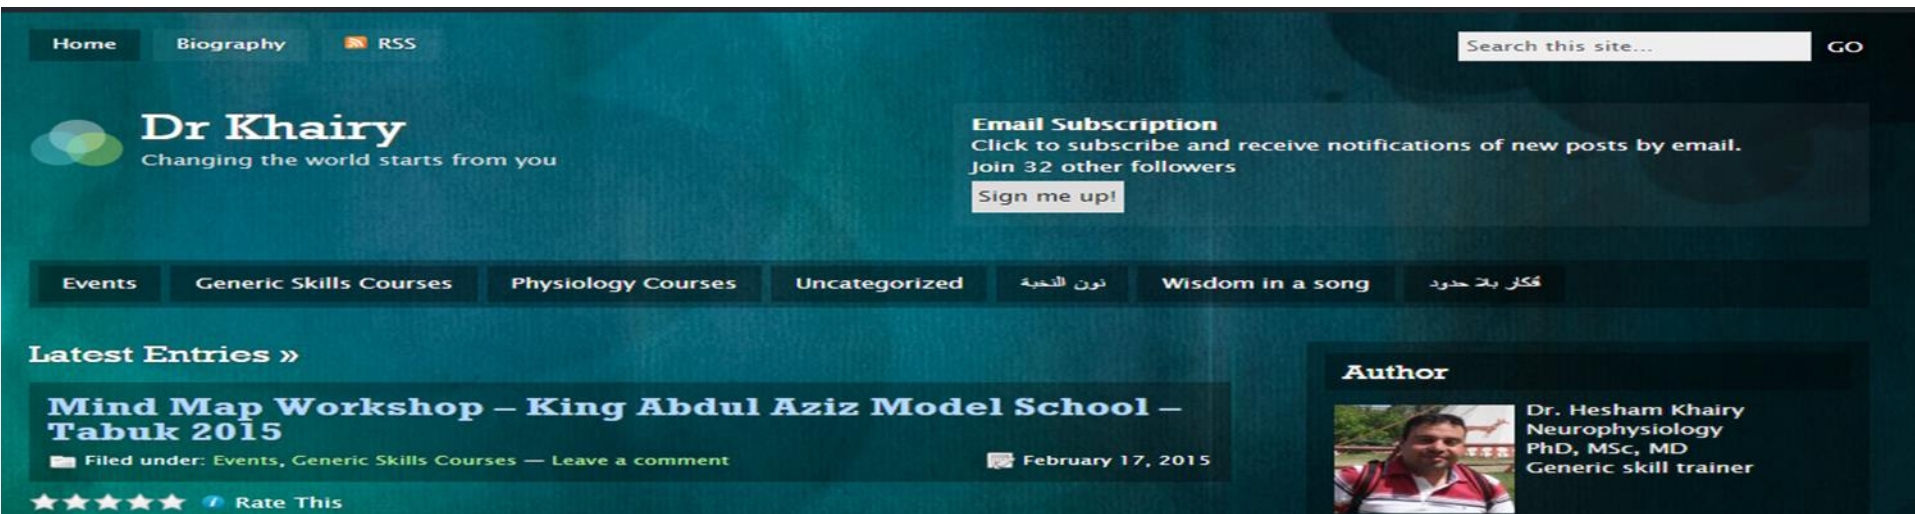 Home Biography RSS
Search this site... GO
Dr Khairy
Changing the world starts from you
Email Subscription
Click to subscribe and receive notifications of new posts by email.
Join 32 other followers
Sign me up!
Events Generic Skills Courses Physiology Courses Uncategorized نون النخبة Wisdom in a song أفكار بلا حدود
Latest Entries »
Mind Map Workshop – King Abdul Aziz Model School –
Tabuk 2015
Filed under: Events, Generic Skills Courses — Leave a comment February 17, 2015
Rate This
Author
Dr. Hesham Khairy
Neurophysiology
PhD, MSc, MD
Generic skill trainer